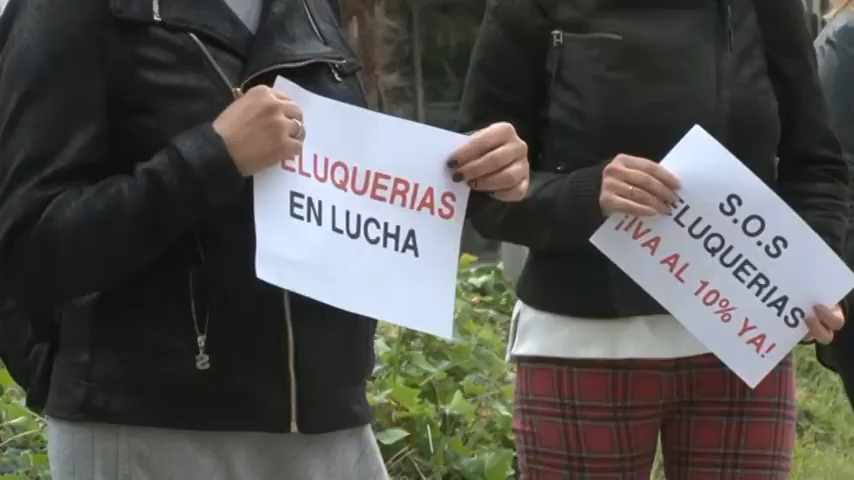 ELUQUERIAS
EN LUCHA
S.O.S
ELUQUERIAS
¡IVA AL 10% YA!